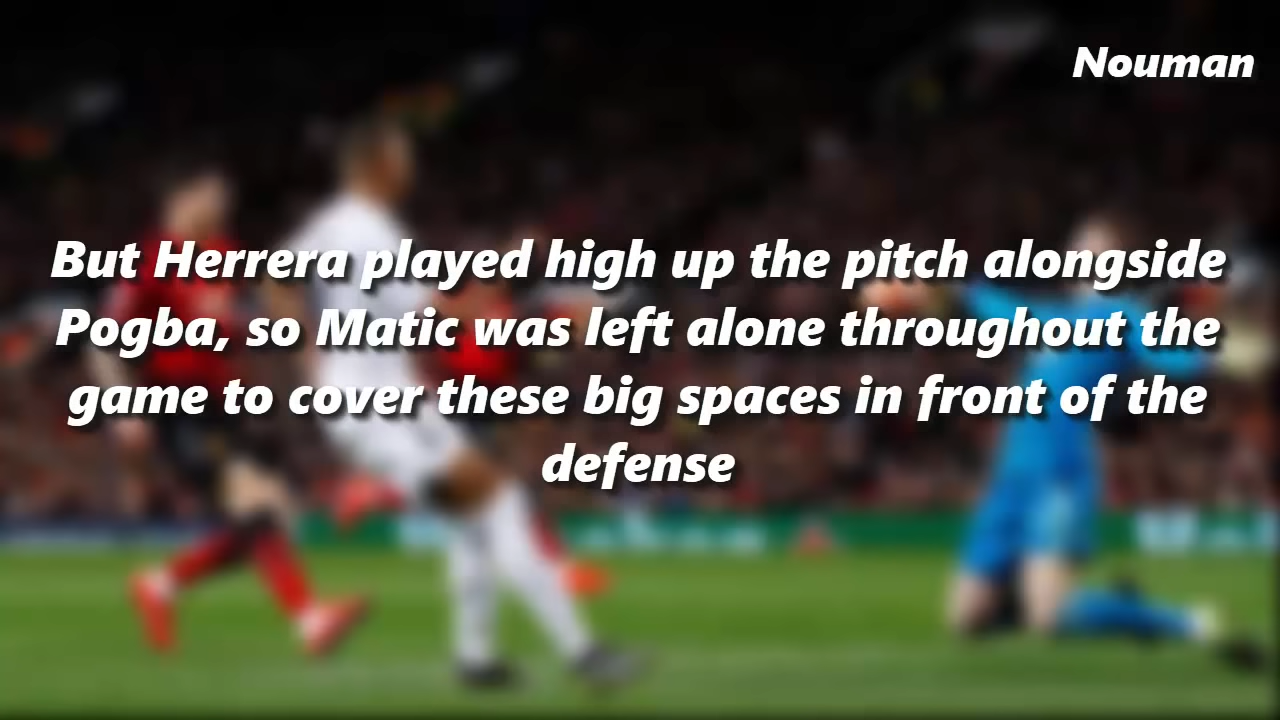 Nouman
But Herrera played high up the pitch alongside
Pogba, so Matic was left alone throughout the
game to cover these big spaces in front of the
defense